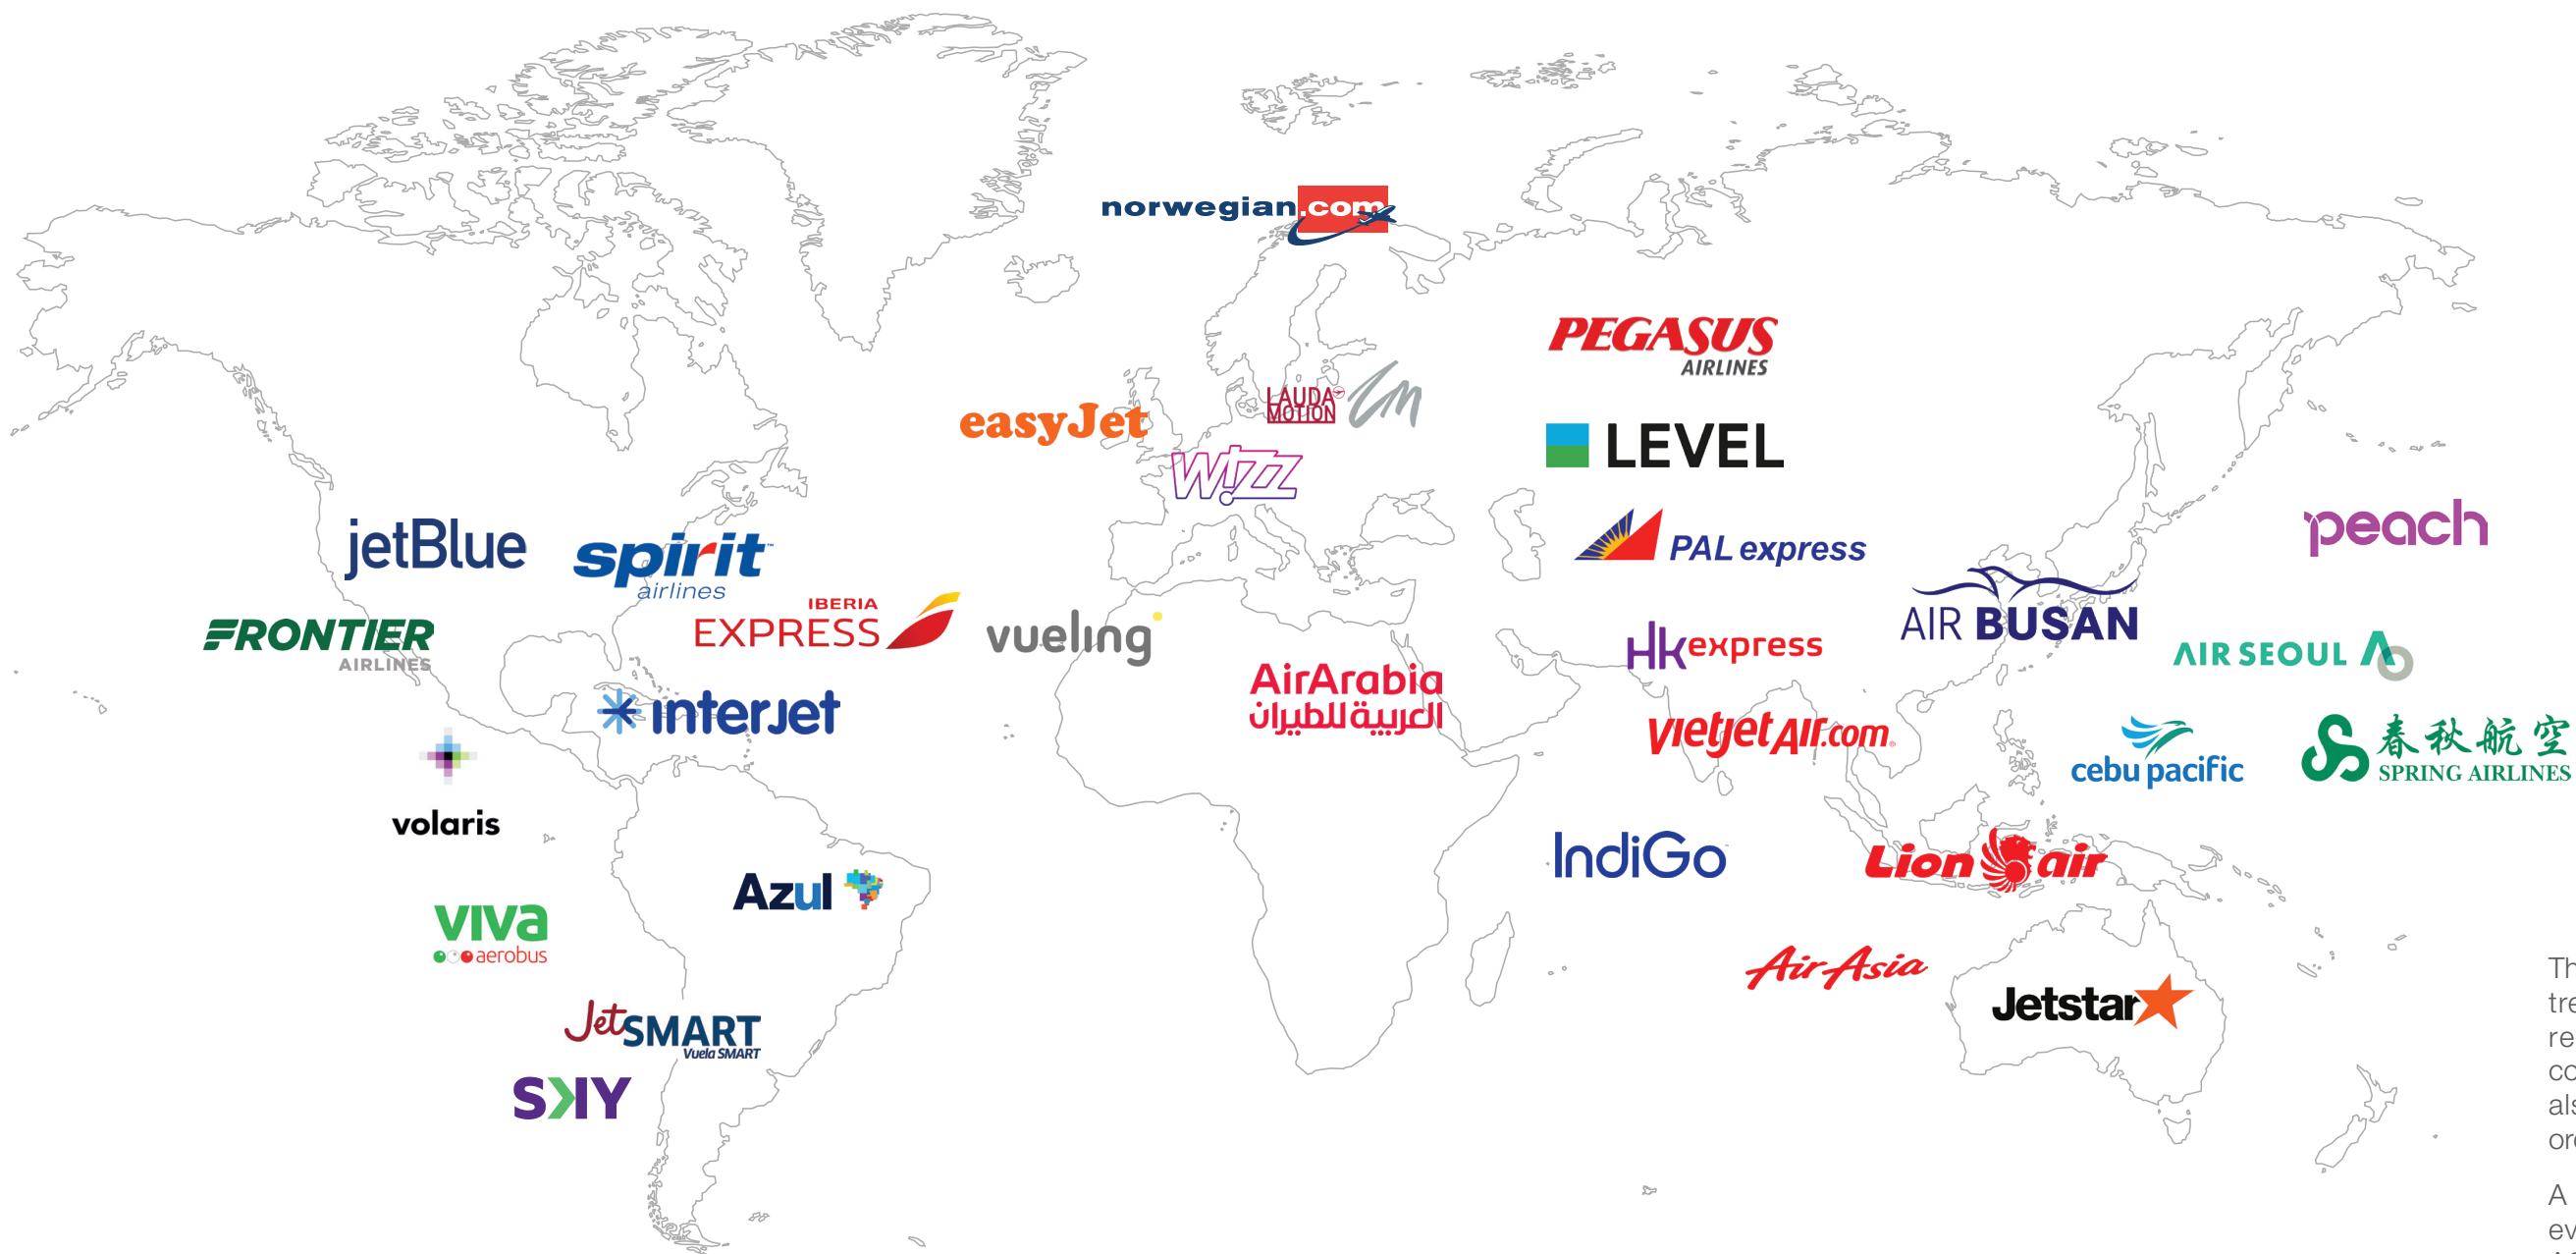 norwegian.com
PEGASUS
AIRLINES
LAUDA
MOTION
easyJet
LEVEL
WIZZ
jetBlue
spirit
airlines
PAL express
peach
IBERIA
EXPRESS
FRONTIER
AIRLINES
vueling
hk express
AIR BUSAN
AIR SEOUL
AirArabia
العربية للطيران
interjet
vietjetAir.com
cebu pacific
春秋航空
SPRING AIRLINES
volaris
IndiGo
Lion air
Azul
viva
aerobus
AirAsia
Jetstar
JetSMART
Vuela SMART
SKY
A